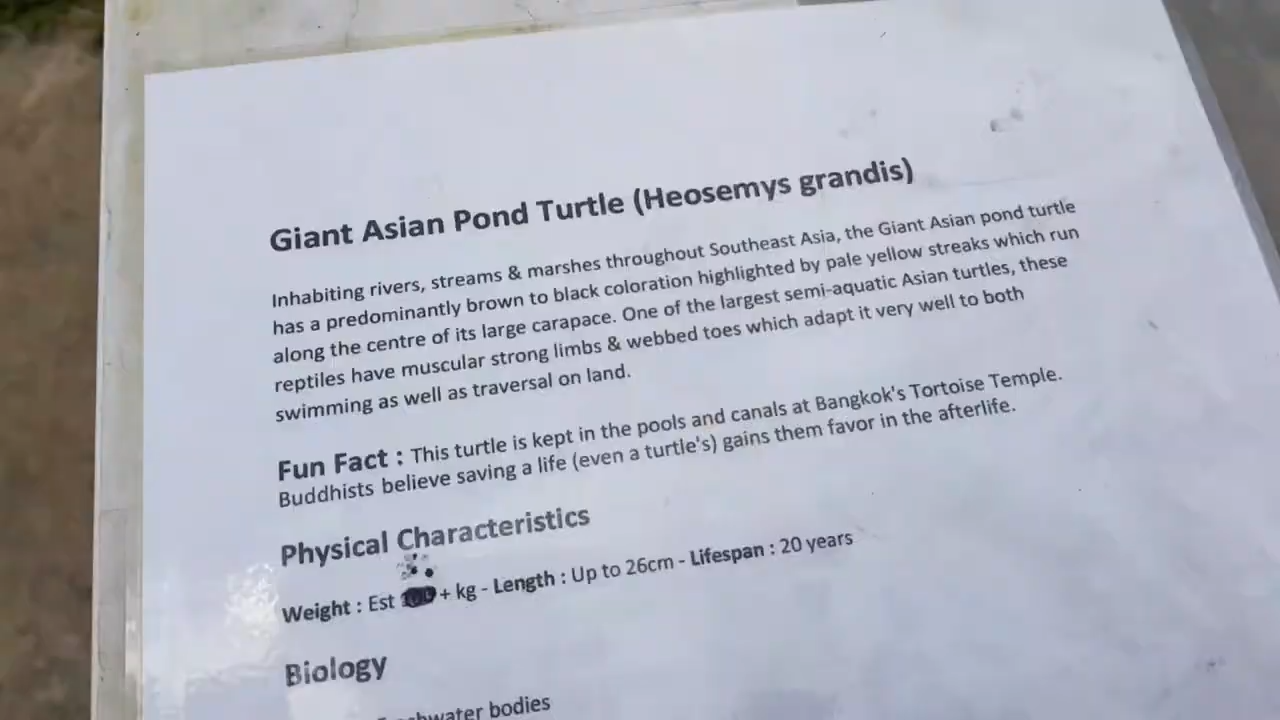 Giant Asian Pond Turtle (Heosemys grandis)
Inhabiting rivers, streams & marshes throughout Southeast Asia, the Giant Asian pond turtle
has a predominantly brown to black coloration highlighted by pale yellow streaks which run
along the centre of its large carapace. One of the largest semi-aquatic Asian turtles, these
reptiles have muscular strong limbs & webbed toes which adapt it very well to both
swimming as well as traversal on land.
Fun Fact : This turtle is kept in the pools and canals at Bangkok's Tortoise Temple.
Buddhists believe saving a life (even a turtle's) gains them favor in the afterlife.
Physical Characteristics
Weight : Est + kg - Length : Up to 26cm - Lifespan : 20 years
Biology
bodies